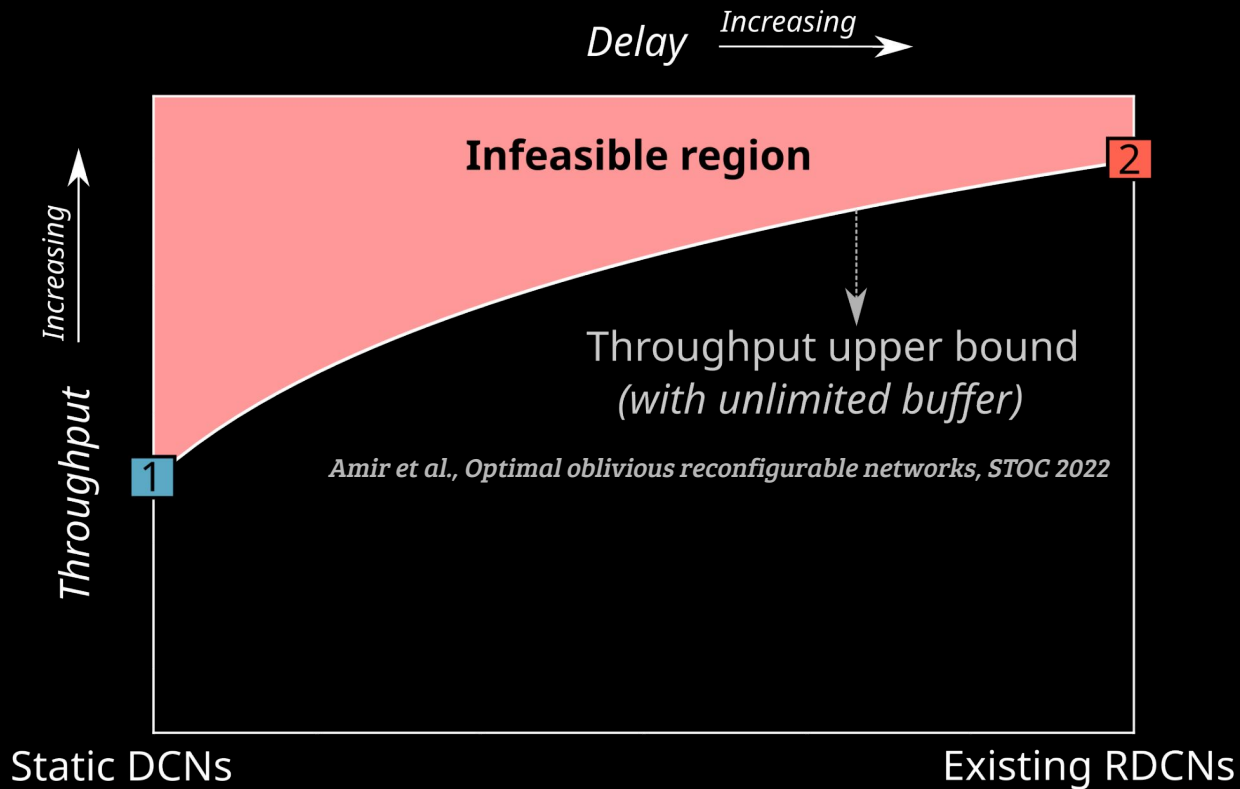 Delay
Increasing
Infeasible region
2
Increasing
Throughput upper bound
(with unlimited buffer)
Throughput
1
Amir et al., Optimal oblivious reconfigurable networks, STOC 2022
Static DCNs
Existing RDCNs